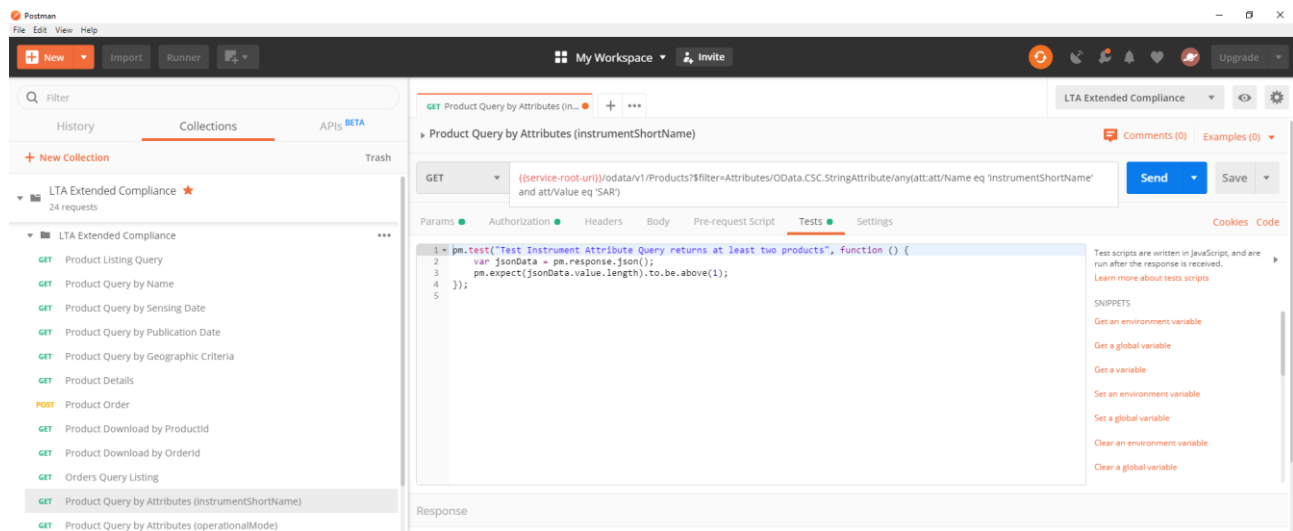 Postman
File Edit View Help
New Import Runner My Workspace Invite Upgrade
Filter
History Collections APIs BETA
+ New Collection Trash
LTA Extended Compliance
24 requests
LTA Extended Compliance
GET Product Listing Query
GET Product Query by Name
GET Product Query by Sensing Date
GET Product Query by Publication Date
GET Product Query by Geographic Criteria
GET Product Details
POST Product Order
GET Product Download by ProductId
GET Product Download by OrderId
GET Orders Query Listing
GET Product Query by Attributes (instrumentShortName)
GET Product Query by Attributes (operationalMode)
GET Product Query by Attributes (in... + •••
LTA Extended Compliance
Product Query by Attributes (instrumentShortName)
Comments (0) Examples (0)
GET {{service-root-uri}}/odata/v1/Products?$filter=Attributes/OData.CSC.StringAttribute/any(att:att/Name eq 'instrumentShortName'
and att/Value eq 'SAR')
Send Save
Params Authorization Headers Body Pre-request Script Tests Settings Cookies Code
1 pm.test("Test Instrument Attribute Query returns at least two products", function () {
2 var jsonData = pm.response.json();
3 pm.expect(jsonData.value.length).to.be.above(1);
4 });
5
Test scripts are written in JavaScript, and are
run after the response is received.
Learn more about tests scripts
SNIPPETS
Get an environment variable
Get a global variable
Get a variable
Set an environment variable
Set a global variable
Clear an environment variable
Clear a global variable
Response